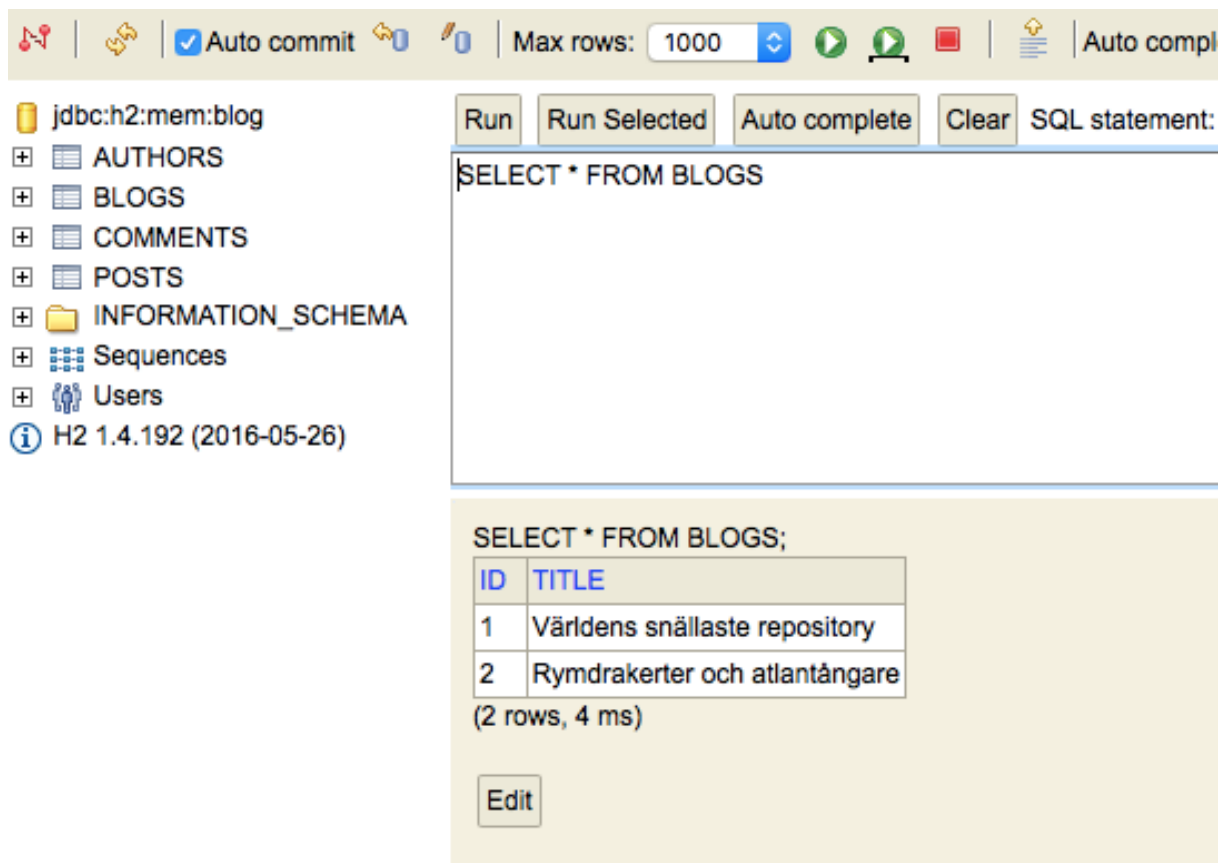 Auto commit Max rows: 1000 Auto compl
jdbc:h2:mem:blog
AUTHORS
BLOGS
COMMENTS
POSTS
INFORMATION_SCHEMA
Sequences
Users
H2 1.4.192 (2016-05-26)
Run Run Selected Auto complete Clear SQL statement:
SELECT * FROM BLOGS
SELECT * FROM BLOGS;
ID TITLE
1 Världens snällaste repository
2 Rymdrakerter och atlantångare
(2 rows, 4 ms)
Edit